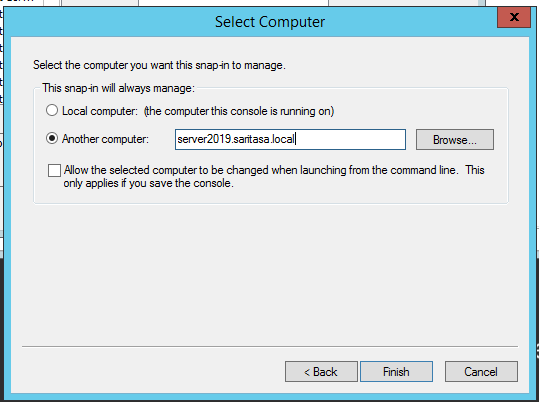 Select Computer
x
Select the computer you want this snap-in to manage.
This snap-in will always manage:
Local computer: (the computer this console is running on)
Another computer:
server2019.saritasa.local
Browse...
Allow the selected computer to be changed when launching from the command line. This
only applies if you save the console.
< Back
Finish
Cancel